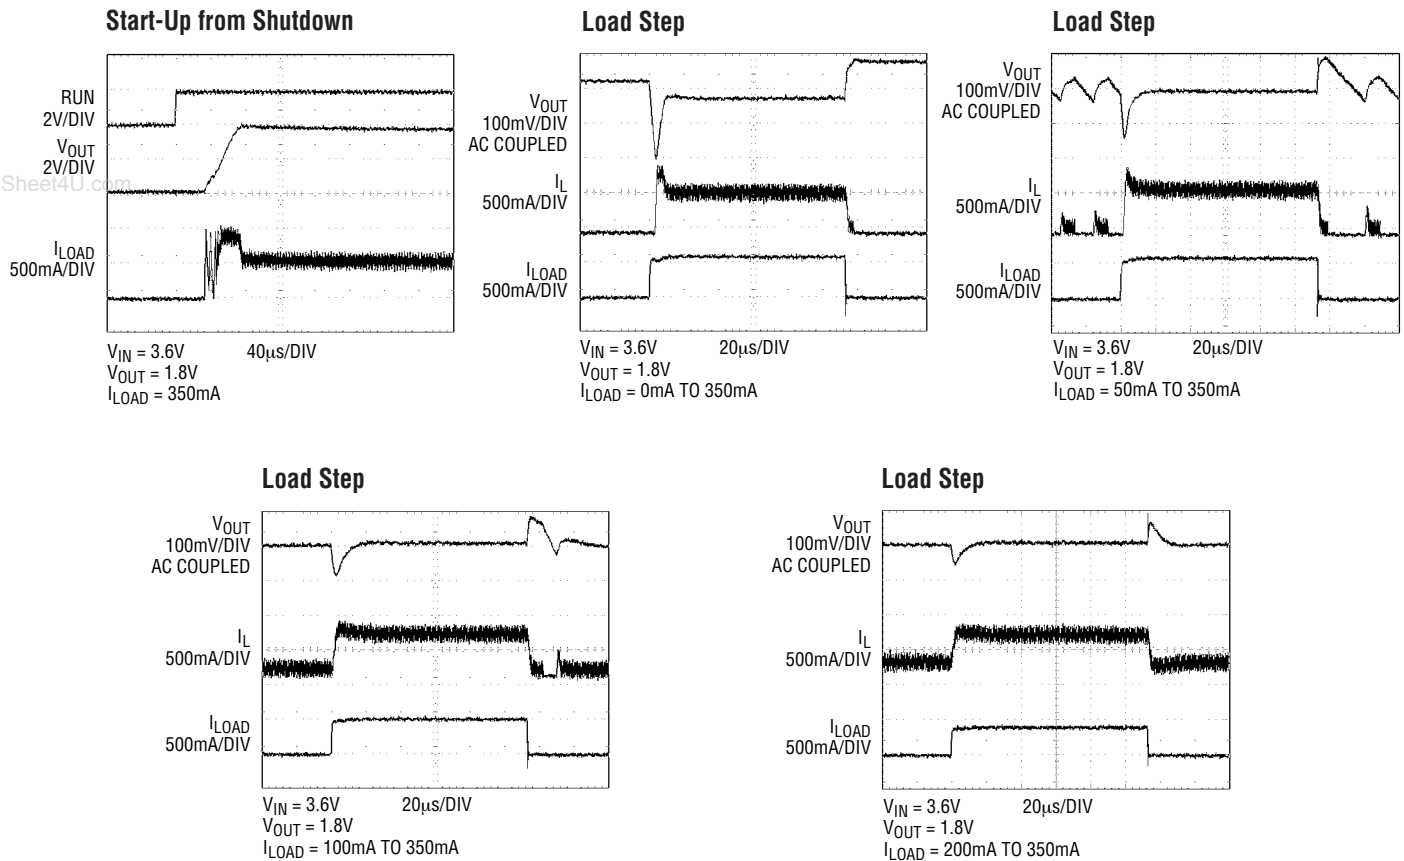 Start-Up from Shutdown
RUN
2V/DIV
VOUT
2V/DIV
Sheet4U.com
ILOAD
500mA/DIV
VIN = 3.6V
40µs/DIV
VOUT = 1.8V
ILOAD = 350mA
Load Step
VOUT
100mV/DIV
AC COUPLED
IL
500mA/DIV
ILOAD
500mA/DIV
VIN = 3.6V
20µs/DIV
VOUT = 1.8V
ILOAD = 0mA TO 350mA
Load Step
VOUT
100mV/DIV
AC COUPLED
IL
500mA/DIV
ILOAD
500mA/DIV
VIN = 3.6V
20µs/DIV
VOUT = 1.8V
ILOAD = 50mA TO 350mA
Load Step
VOUT
100mV/DIV
AC COUPLED
IL
500mA/DIV
ILOAD
500mA/DIV
VIN = 3.6V
20µs/DIV
VOUT = 1.8V
ILOAD = 100mA TO 350mA
Load Step
VOUT
100mV/DIV
AC COUPLED
IL
500mA/DIV
ILOAD
500mA/DIV
VIN = 3.6V
20µs/DIV
VOUT = 1.8V
ILOAD = 200mA TO 350mA